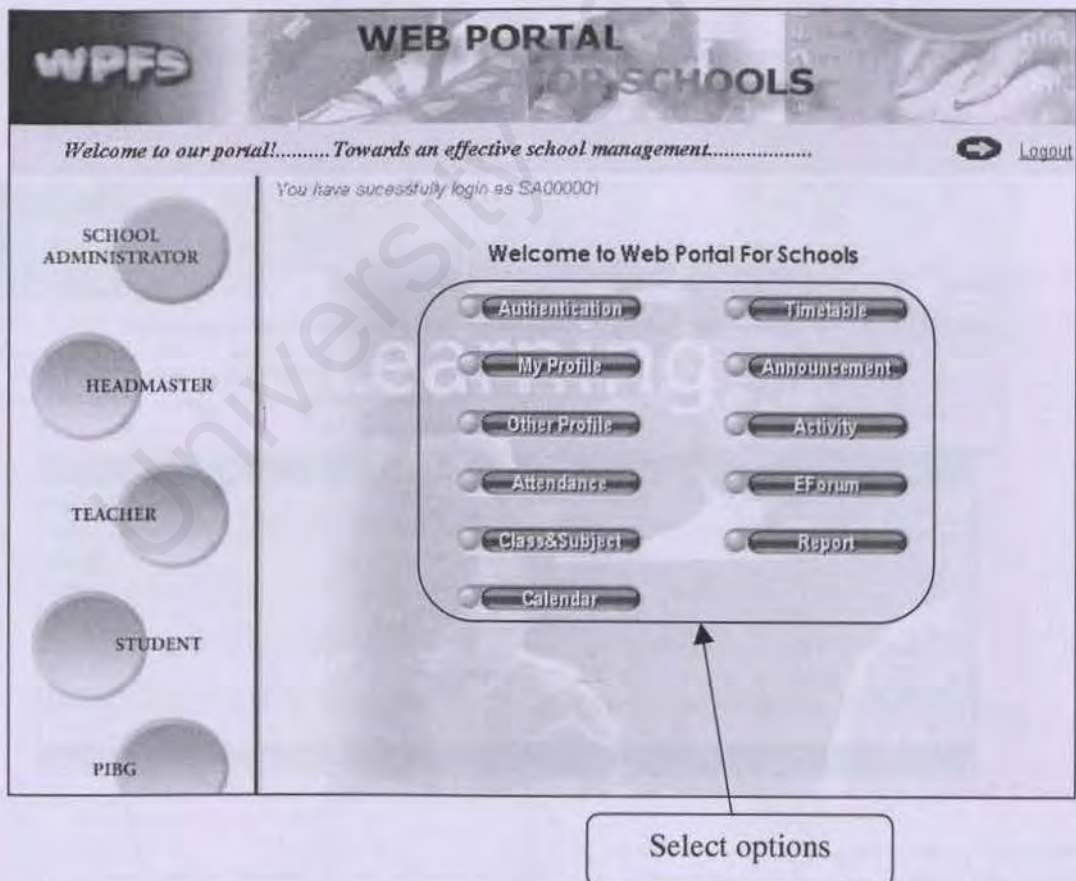 WPFS
WEB PORTAL
FOR SCHOOLS
Welcome to our portal!.......... Towards an effective school management...................
Logout
You have sucessfully login as SA000001
SCHOOL
ADMINISTRATOR
HEADMASTER
TEACHER
STUDENT
PIBG
Welcome to Web Portal For Schools
Authentication
Timetable
My Profile
Announcement
Other Profile
Activity
Attendance
EForum
Class&Subject
Report
Calendar
earning
Select options
University